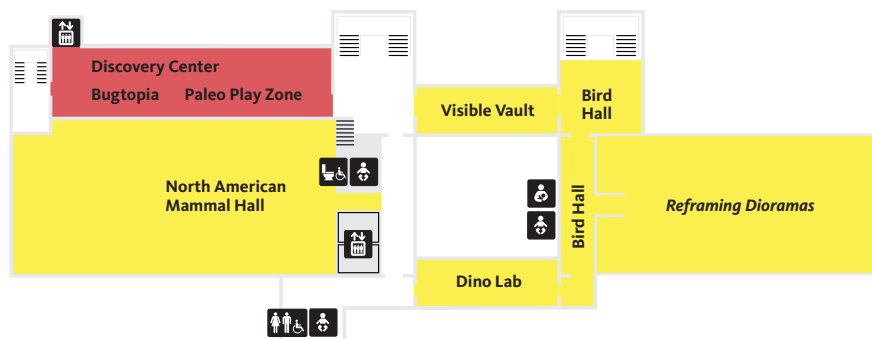 Discovery Center
Bugtopia Paleo Play Zone
Visible Vault
Bird
Hall
North American
Mammal Hall
Bird Hall
Reframing Dioramas
Dino Lab